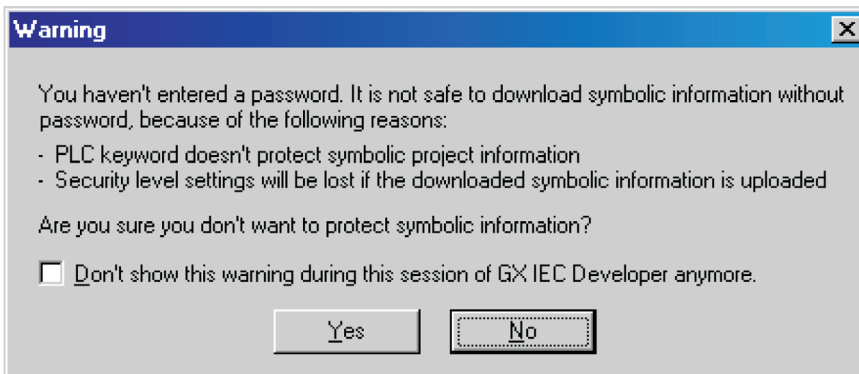 Warning
You haven't entered a password. It is not safe to download symbolic information without
password, because of the following reasons:
- PLC keyword doesn't protect symbolic project information
- Security level settings will be lost if the downloaded symbolic information is uploaded
Are you sure you don't want to protect symbolic information?
Don't show this warning during this session of GX IEC Developer anymore.
Yes
No